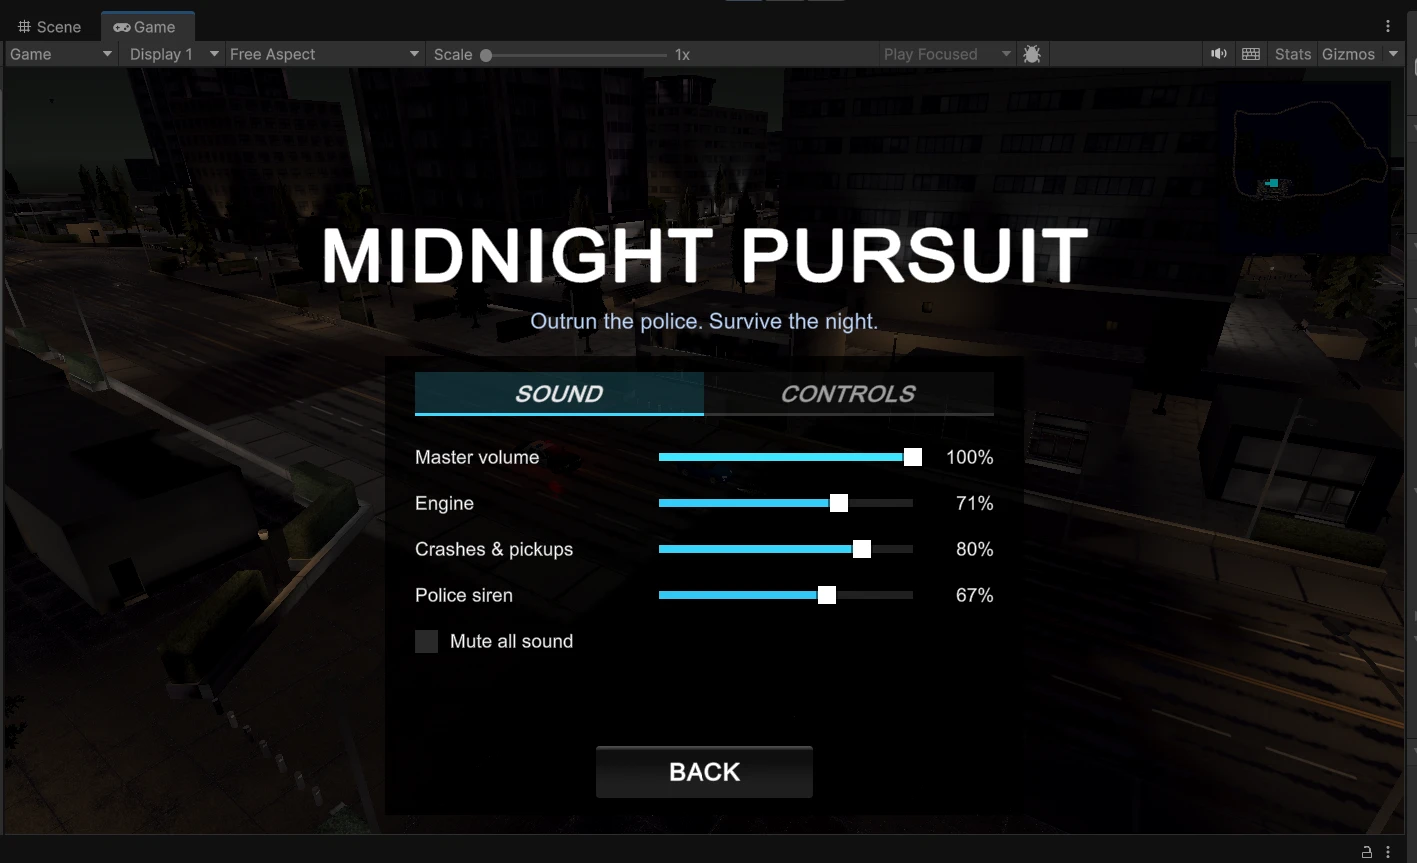 Scene Game
Game Display 1 Free Aspect Scale 1x Play Focused Stats Gizmos
MIDNIGHT PURSUIT
Outrun the police. Survive the night.
SOUND CONTROLS
Master volume 100%
Engine 71%
Crashes & pickups 80%
Police siren 67%
Mute all sound
BACK